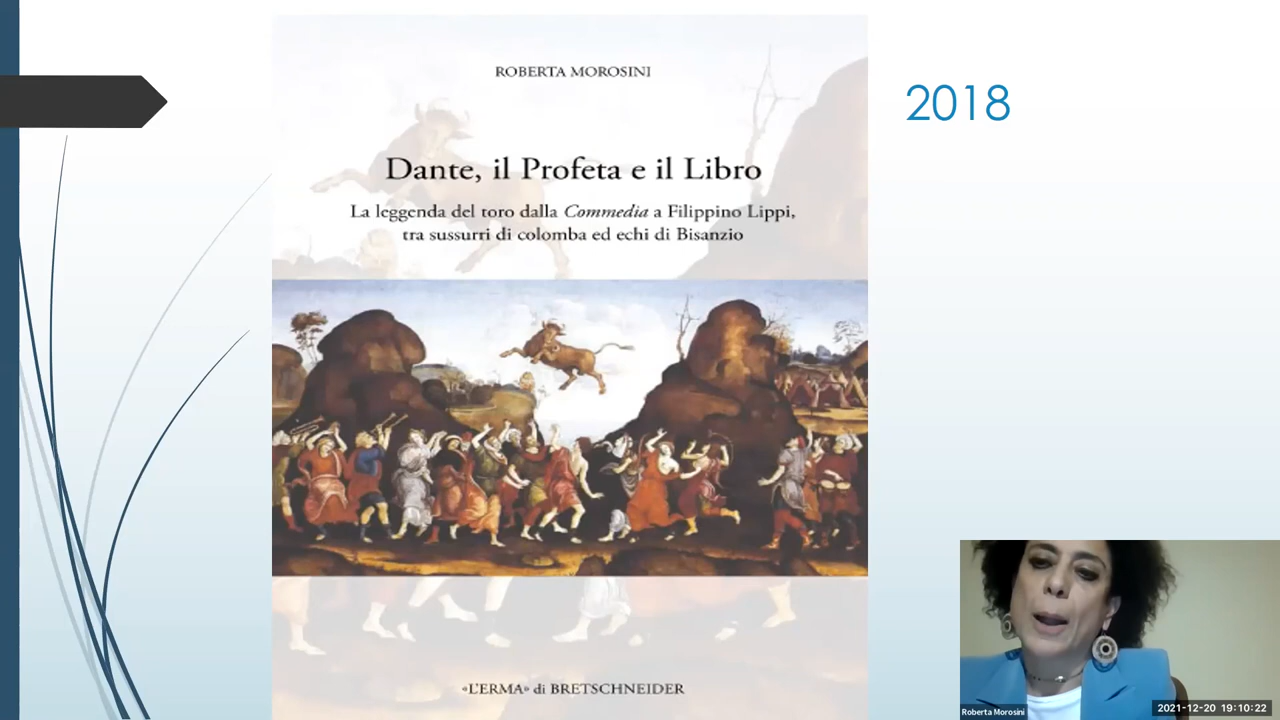 ROBERTA MOROSINI
2018
Dante, il Profeta e il Libro
La leggenda del toro dalla Commedia a Filippino Lippi,
tra sussurri di colomba ed echi di Bisanzio
«L'ERMA» di BRETSCHNEIDER
Roberta Morosini
2021-12-20 19:10:22